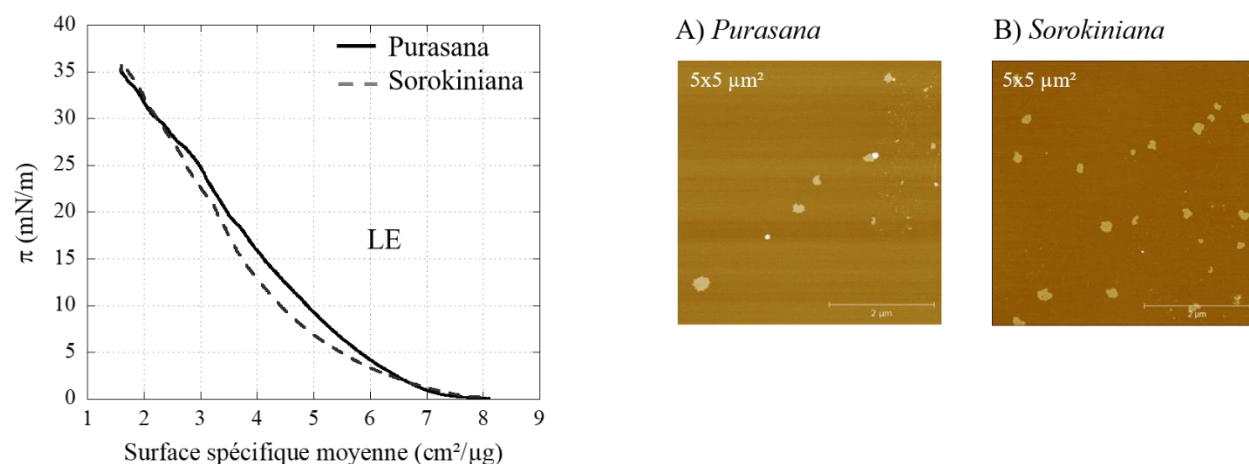 40
35
30
25
20
15
10
5
0
π (mN/m)
Purasana
Sorokiniana
LE
1 2 3 4 5 6 7 8 9
Surface spécifique moyenne (cm²/µg)
A) Purasana
5x5 µm²
2 µm
B) Sorokiniana
5x5 µm²
2 µm